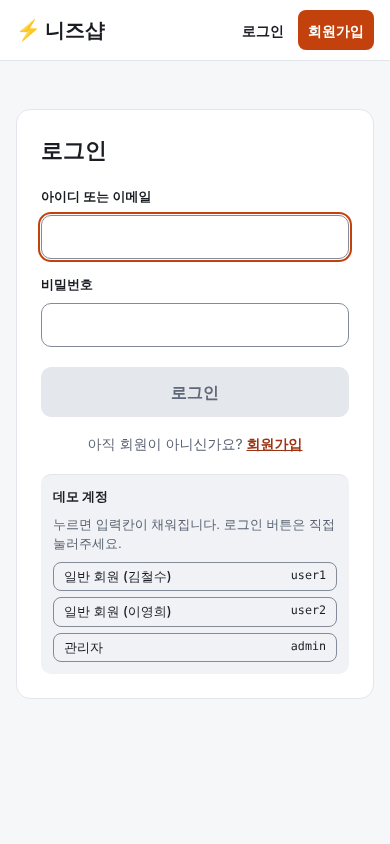 ⚡ 니즈샵
로그인
회원가입
로그인
아이디 또는 이메일
비밀번호
로그인
아직 회원이 아니신가요? 회원가입
데모 계정
누르면 입력칸이 채워집니다. 로그인 버튼은 직접
눌러주세요.
일반 회원 (김철수) user1
일반 회원 (이영희) user2
관리자 admin